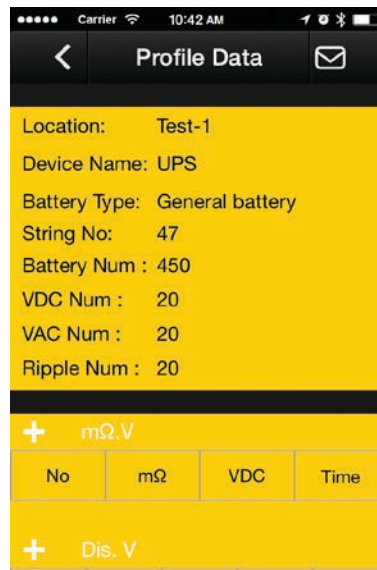 Carrier 10:42 AM
Profile Data
Location: Test-1
Device Name: UPS
Battery Type: General battery
String No: 47
Battery Num : 450
VDC Num : 20
VAC Num : 20
Ripple Num : 20
+ mΩ.V
No mΩ VDC Time
+ Dis. V